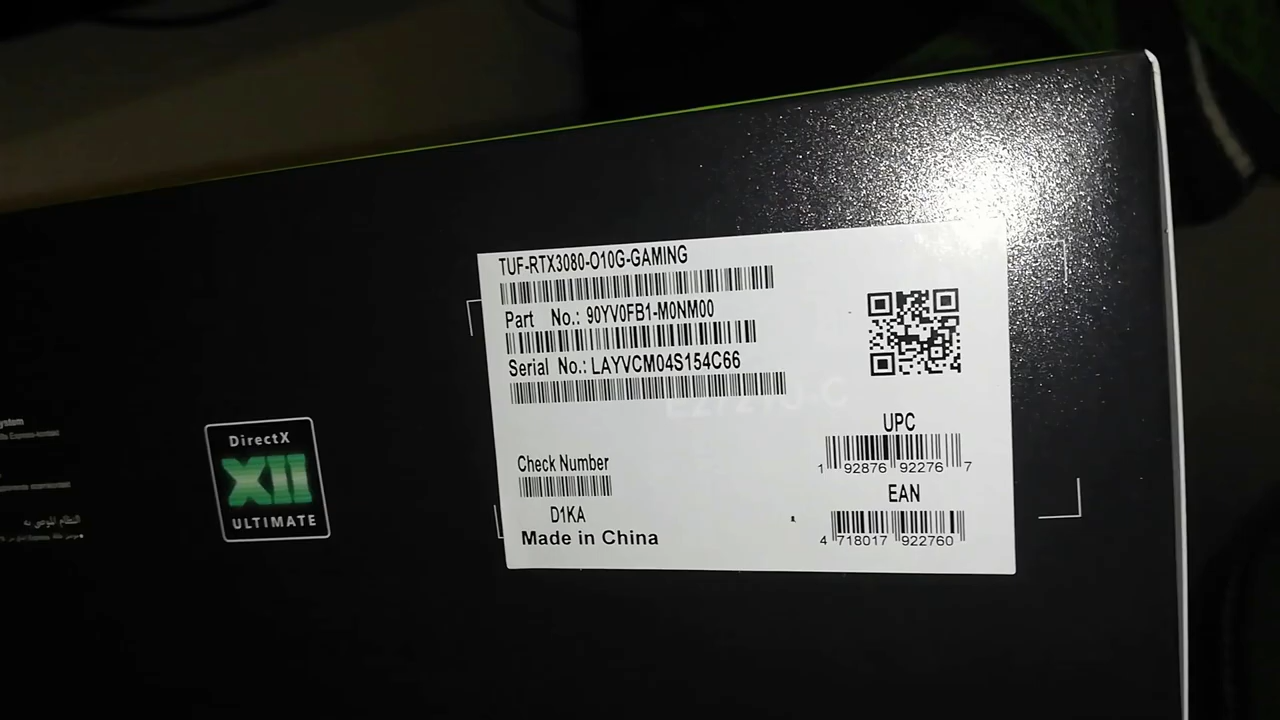 TUF-RTX3080-O10G-GAMING
Part No.: 90YV0FB1-M0NM00
Serial No.: LAYVCM04S154C66
UPC
1 92876 92276 7
Check Number
EAN
D1KA
4 718017 922760
Made in China
DirectX
XII
ULTIMATE
ystem